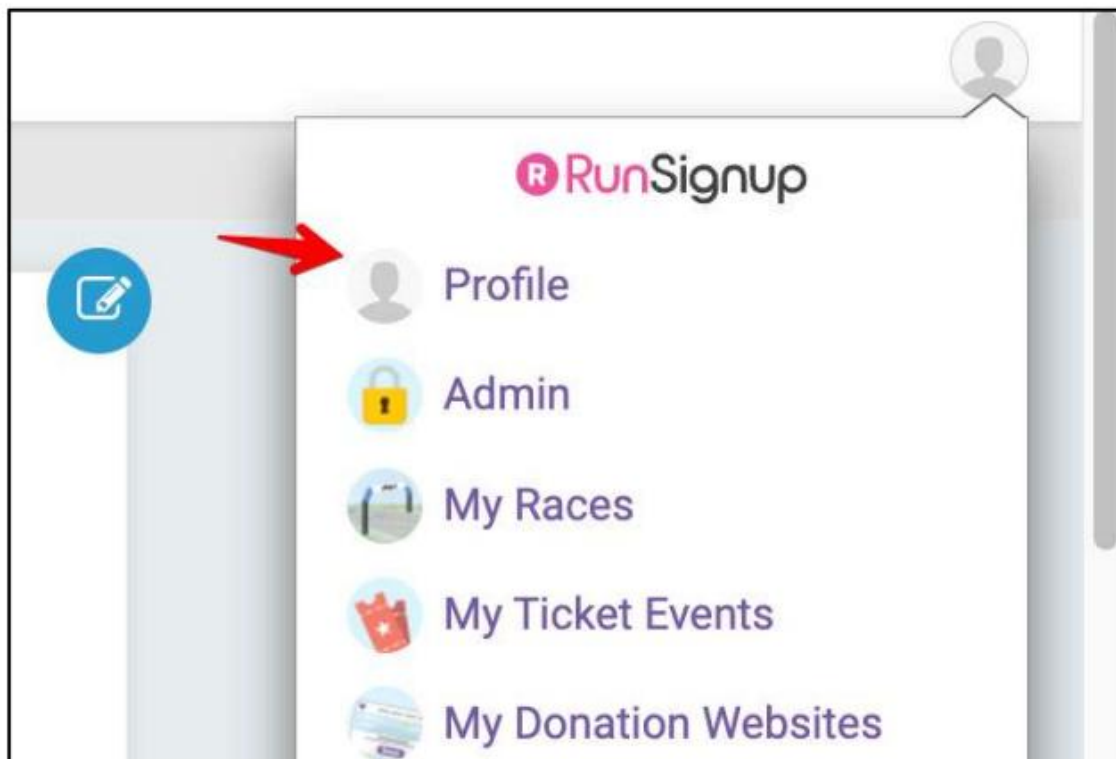 R RunSignup
Profile
Admin
My Races
My Ticket Events
My Donation Websites